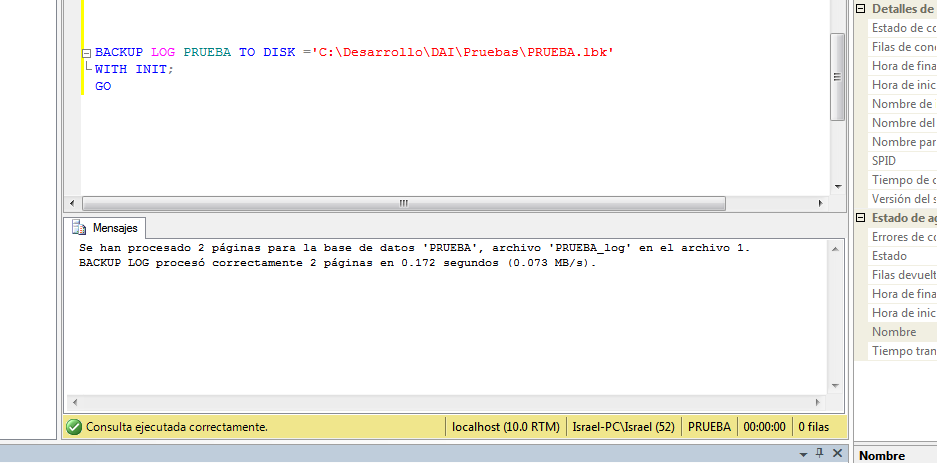 BACKUP LOG PRUEBA TO DISK ='C:\Desarrollo\DAI\Pruebas\PRUEBA.lbk'
WITH INIT;
GO
Mensajes
Se han procesado 2 páginas para la base de datos 'PRUEBA', archivo 'PRUEBA_log' en el archivo 1.
BACKUP LOG procesó correctamente 2 páginas en 0.172 segundos (0.073 MB/s).
Consulta ejecutada correctamente. localhost (10.0 RTM) Israel-PC\Israel (52) PRUEBA 00:00:00 0 filas
Detalles de
Estado de co
Filas de cone
Hora de fina
Hora de inic
Nombre de
Nombre del
Nombre par
SPID
Tiempo de c
Versión del s
Estado de ag
Errores de co
Estado
Filas devuelt
Hora de fina
Hora de inic
Nombre
Tiempo tran
Nombre